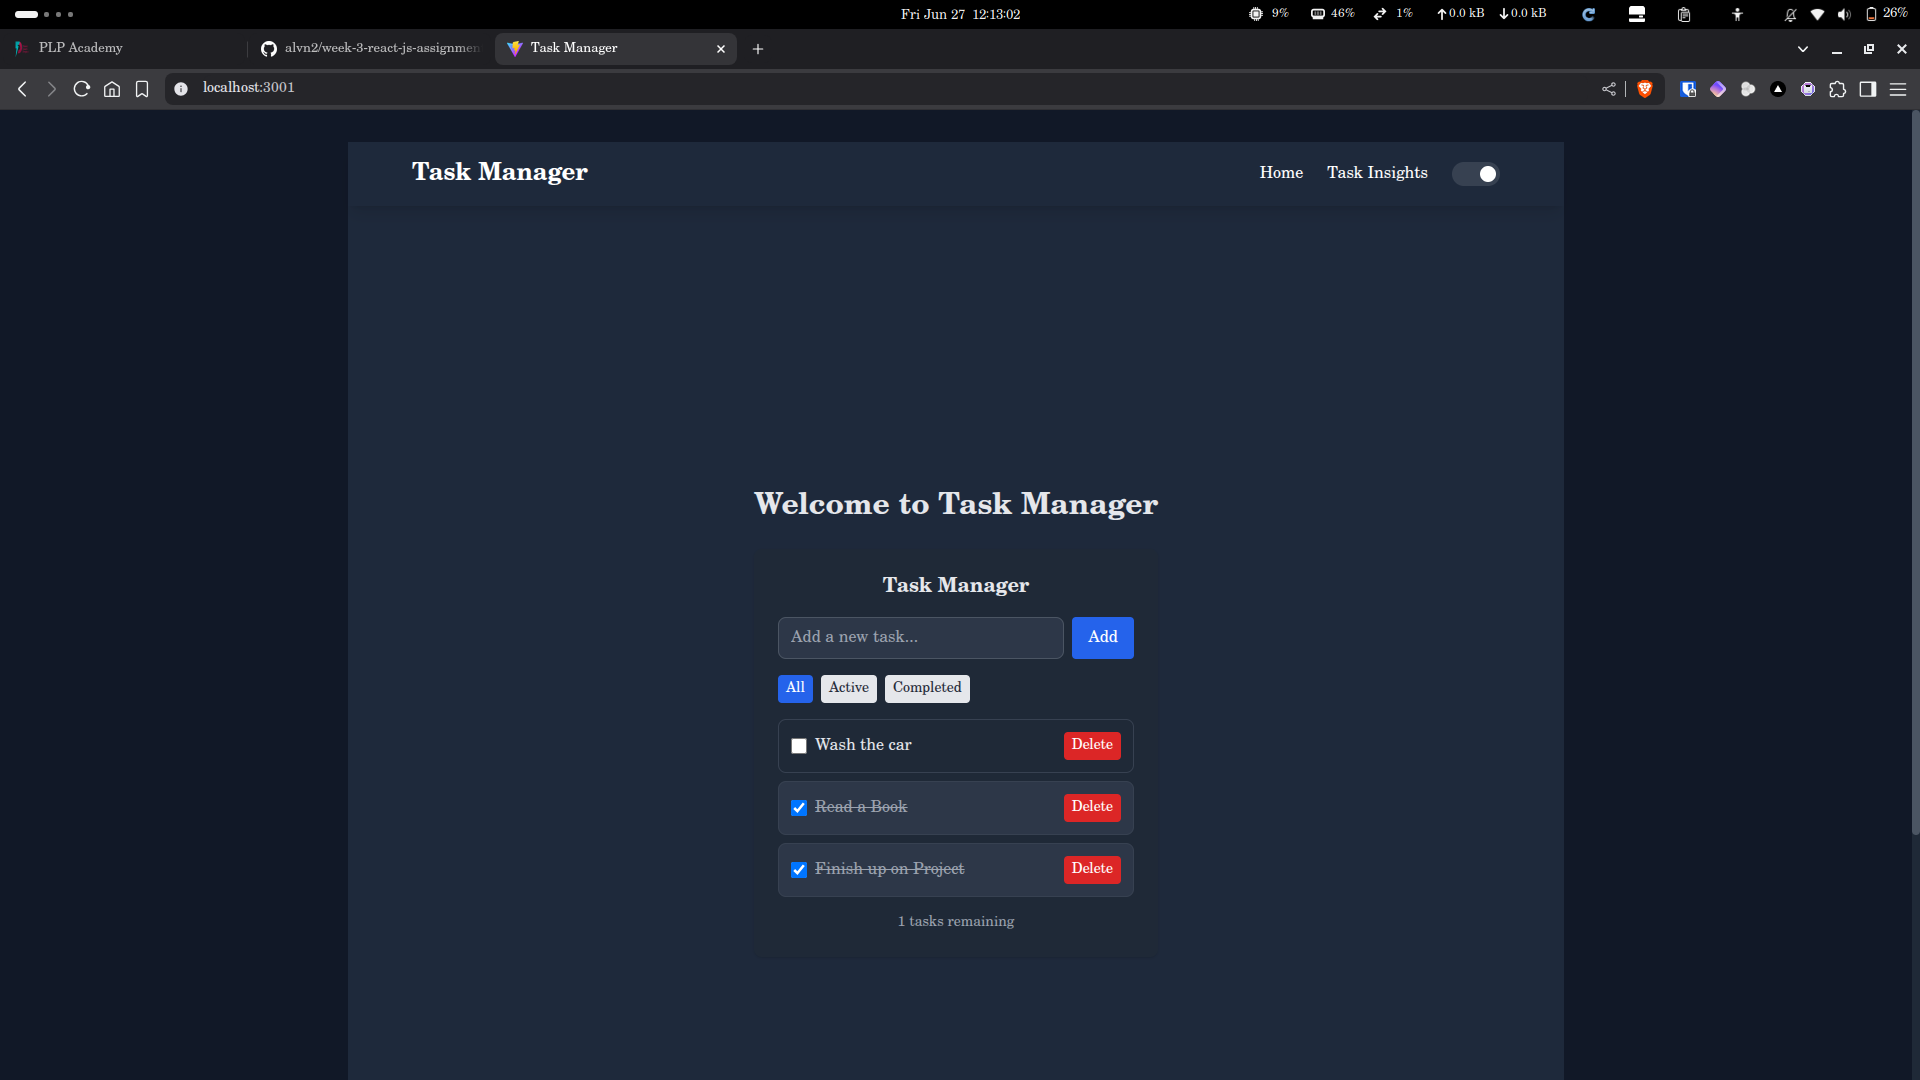 Fri Jun 27 12:13:02
9% 46% 1% 0.0 kB 0.0 kB 26%
PLP Academy
alvn2/week-3-react-js-assignmen
Task Manager
localhost:3001
Task Manager
Home Task Insights
Welcome to Task Manager
Task Manager
Add a new task...
Add
All Active Completed
Wash the car Delete
Read a Book Delete
Finish up on Project Delete
1 tasks remaining